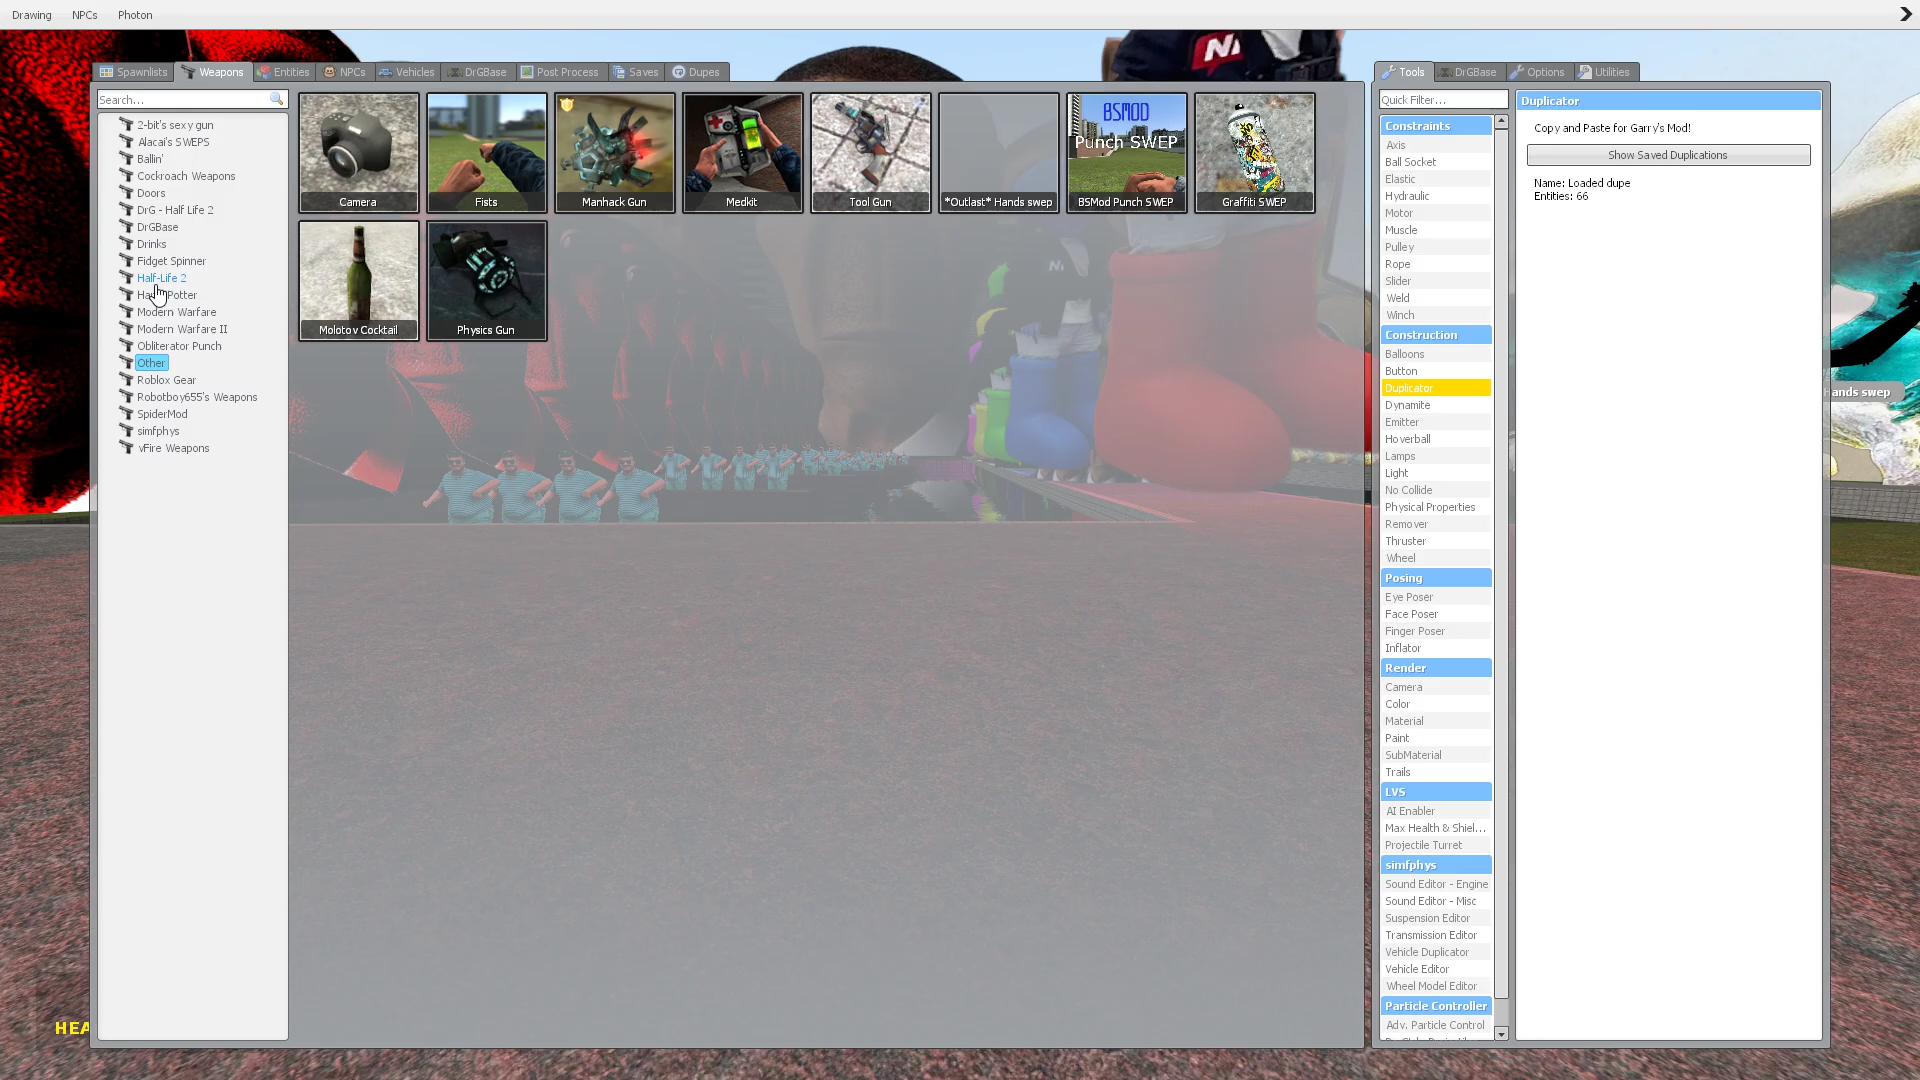 Drawing NPCs Photon
Spawnlists Weapons Entities NPCs Vehicles DrGBase Post Process Saves Dupes
Search...
2-bit's sexy gun
Alacai's SWEPS
Ballin'
Cockroach Weapons
Doors
DrG - Half Life 2
DrGBase
Drinks
Fidget Spinner
Half-Life 2
Potter
Modern Warfare
Modern Warfare II
Obliterator Punch
Other
Roblox Gear
Robotboy655's Weapons
SpiderMod
simfphys
vFire Weapons
Camera
Fists
Manhack Gun
Medkit
Tool Gun
*Outlast* Hands swep
BSMOD
Punch SWEP
BSMod Punch SWEP
Graffiti SWEP
Molotov Cocktail
Physics Gun
Tools DrGBase Options Utilities
Quick Filter...
Constraints
Axis
Ball Socket
Elastic
Hydraulic
Motor
Muscle
Pulley
Rope
Slider
Weld
Winch
Construction
Balloons
Button
Duplicator
Dynamite
Emitter
Hoverball
Lamps
Light
No Collide
Physical Properties
Remover
Thruster
Wheel
Posing
Eye Poser
Face Poser
Finger Poser
Inflator
Render
Camera
Color
Material
Paint
SubMaterial
Trails
LVS
AI Enabler
Max Health & Shiel...
Projectile Turret
simfphys
Sound Editor - Engine
Sound Editor - Misc
Suspension Editor
Transmission Editor
Vehicle Duplicator
Vehicle Editor
Wheel Model Editor
Particle Controller
Adv. Particle Control
Duplicator
Copy and Paste for Garry's Mod!
Show Saved Duplications
Name: Loaded dupe
Entities: 66
Hands swep
HEA